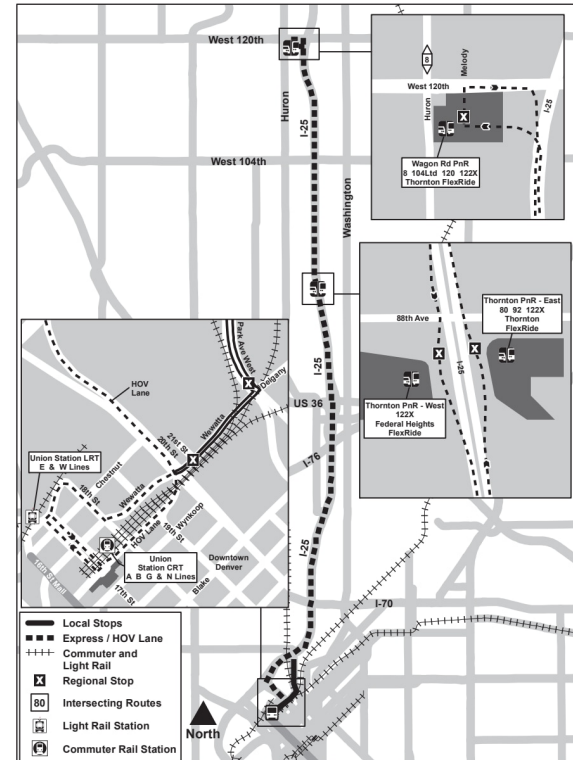 West 120th
Huron
I-25
West 104th
Washington
I-25
US 36
I-76
I-25
I-70
8
Melody
West 120th
Huron
I-25
Wagon Rd PnR
8 104Ltd 120 122X
Thornton FlexRide
88th Ave
I-25
Thornton PnR - East
80 92 122X
Thornton
FlexRide
Thornton PnR - West
122X
Federal Heights
FlexRide
Park Ave West
HOV
Lane
Delgany
Wewatta
21st St
20th St
Union Station LRT
E & W Lines
Chestnut
18th St
Wewatta
HOV Lane
Wynkoop
19th St
Union
Station CRT
A B G & N Lines
Downtown
Denver
17th St
Blake
16th St Mall
Local Stops
Express / HOV Lane
Commuter and
Light Rail
X Regional Stop
80 Intersecting Routes
Light Rail Station
Commuter Rail Station
North